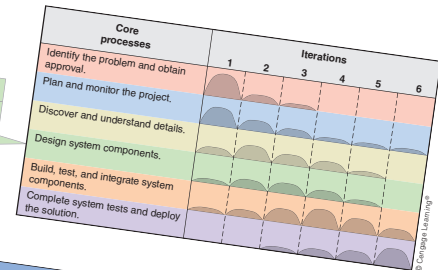 Core
processes
Iterations
1 2 3 4 5 6
Identify the problem and obtain
approval.
Plan and monitor the project.
Discover and understand details.
Design system components.
Build, test, and integrate system
components.
Complete system tests and deploy
the solution.
© Cengage Learning®